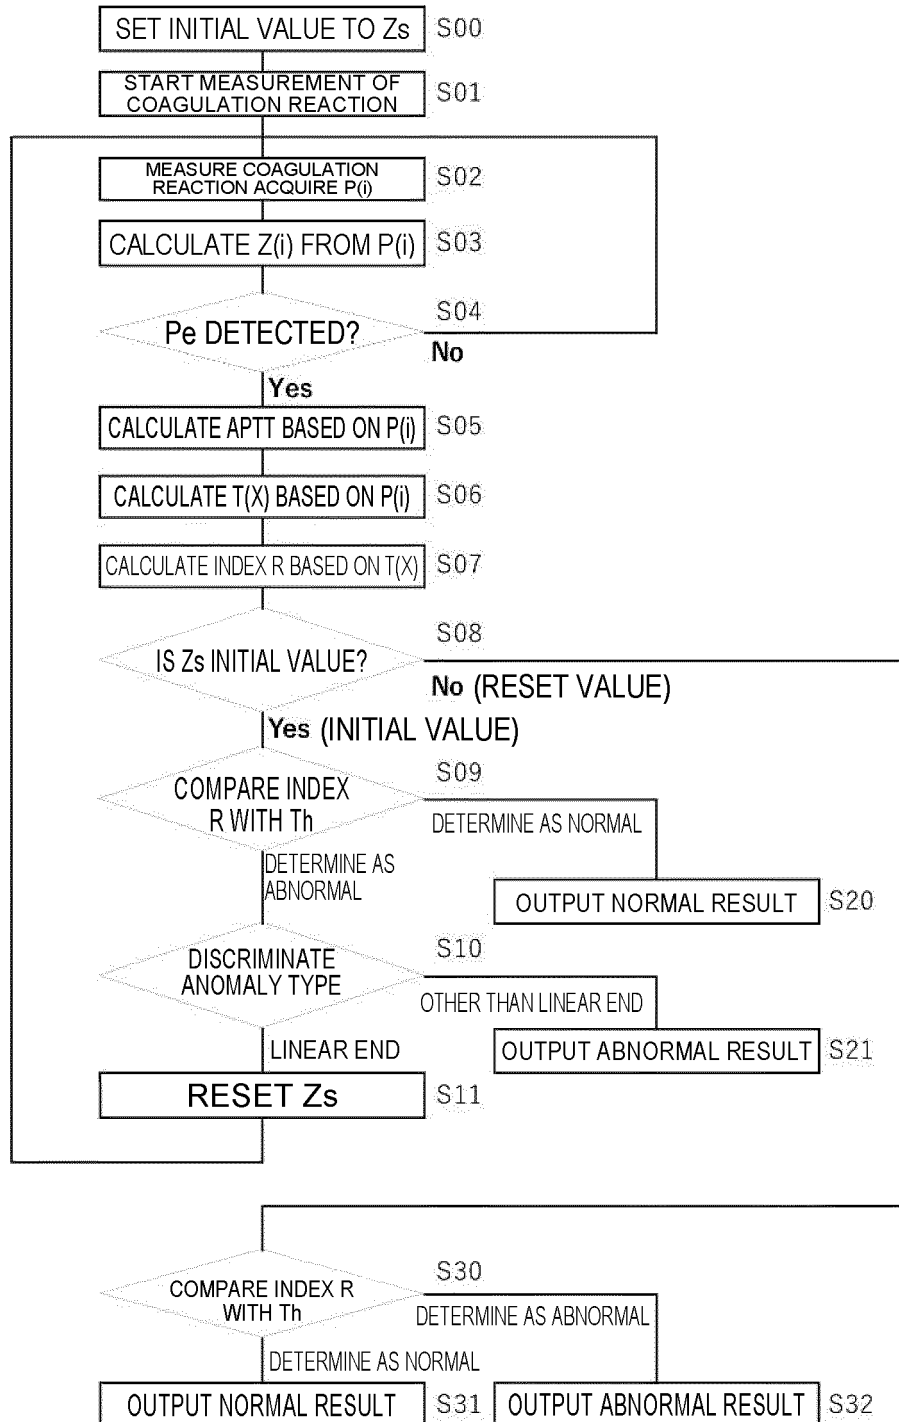 SET INITIAL VALUE TO Zs S00
START MEASUREMENT OF
COAGULATION REACTION
S01
MEASURE COAGULATION
REACTION ACQUIRE P(i)
S02
CALCULATE Z(i) FROM P(i) S03
S04
Pe DETECTED?
No
Yes
CALCULATE APTT BASED ON P(i) S05
CALCULATE T(X) BASED ON P(i) S06
CALCULATE INDEX R BASED ON T(X) S07
S08
IS Zs INITIAL VALUE?
No (RESET VALUE)
Yes (INITIAL VALUE)
S09
COMPARE INDEX
R WITH Th
DETERMINE AS NORMAL
DETERMINE AS
ABNORMAL
OUTPUT NORMAL RESULT S20
S10
DISCRIMINATE
ANOMALY TYPE
OTHER THAN LINEAR END
LINEAR END
OUTPUT ABNORMAL RESULT S21
RESET Zs S11
S30
COMPARE INDEX R
WITH Th
DETERMINE AS ABNORMAL
DETERMINE AS NORMAL
OUTPUT NORMAL RESULT S31
OUTPUT ABNORMAL RESULT S32